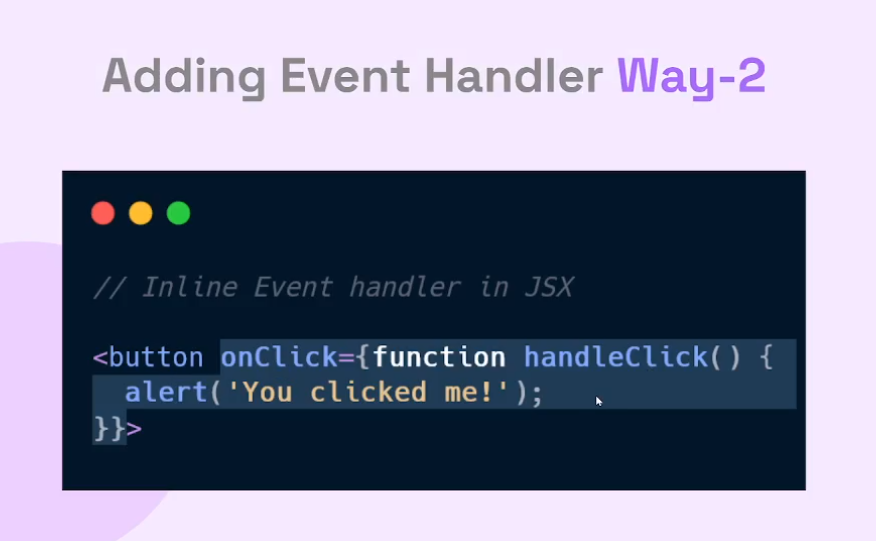 Adding Event Handler Way-2
// Inline Event handler in JSX
<button onClick={function handleClick() {
  alert('You clicked me!');
}}>